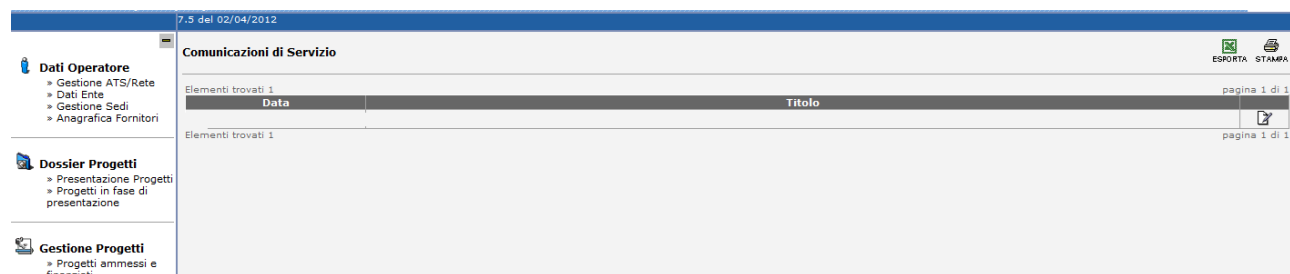 7.5 del 02/04/2012
Comunicazioni di Servizio
ESPORTA STAMPA
Dati Operatore
» Gestione ATS/Rete
» Dati Ente
» Gestione Sedi
» Anagrafica Fornitori
Elementi trovati 1 pagina 1 di 1
Data Titolo
Elementi trovati 1 pagina 1 di 1
Dossier Progetti
» Presentazione Progetti
» Progetti in fase di
presentazione
Gestione Progetti
» Progetti ammessi e